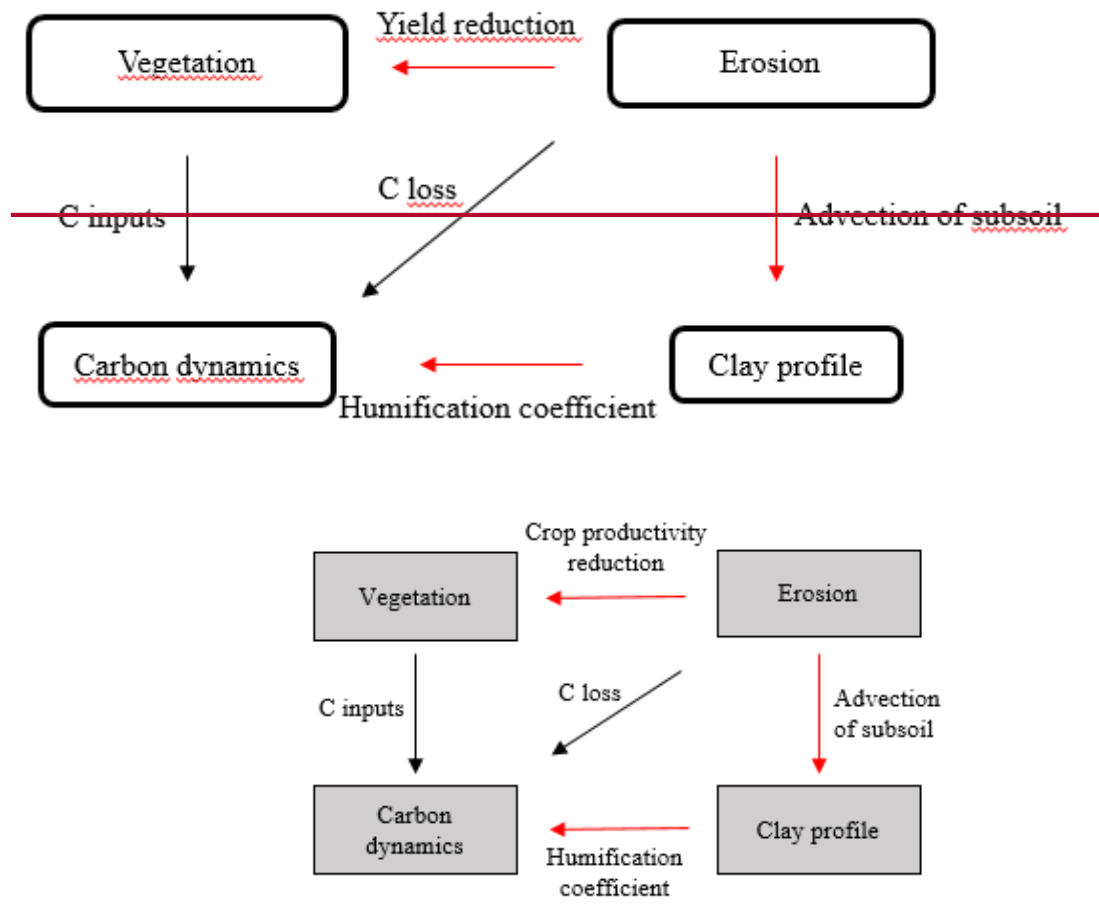 Yield reduction
Vegetation
Erosion
C loss
C inputs
Advection of subsoil
Carbon dynamics
Clay profile
Humification coefficient
Crop productivity
reduction
Vegetation
Erosion
C loss
C inputs
Advection
of subsoil
Carbon
dynamics
Clay profile
Humification
coefficient